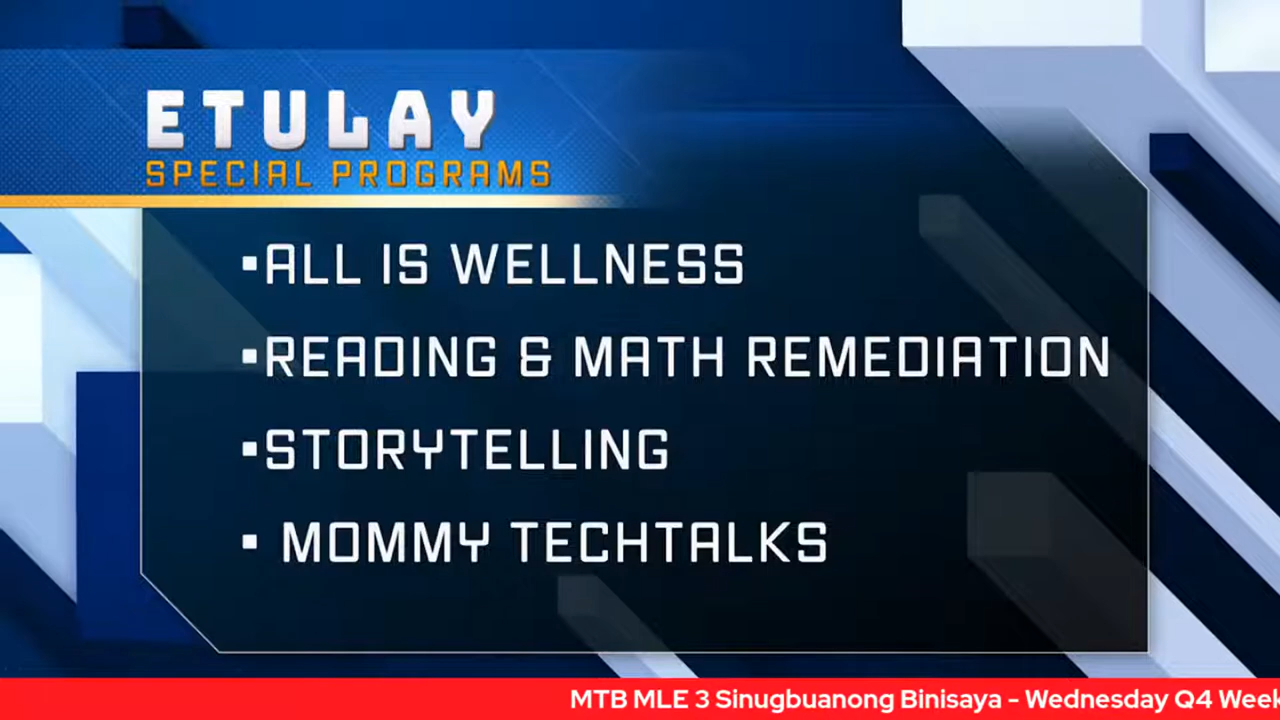 ETULAY
SPECIAL PROGRAMS
▪ALL IS WELLNESS
▪READING & MATH REMEDIATION
▪STORYTELLING
▪ MOMMY TECHTALKS
MTB MLE 3 Sinugbuanong Binisaya - Wednesday Q4 Week